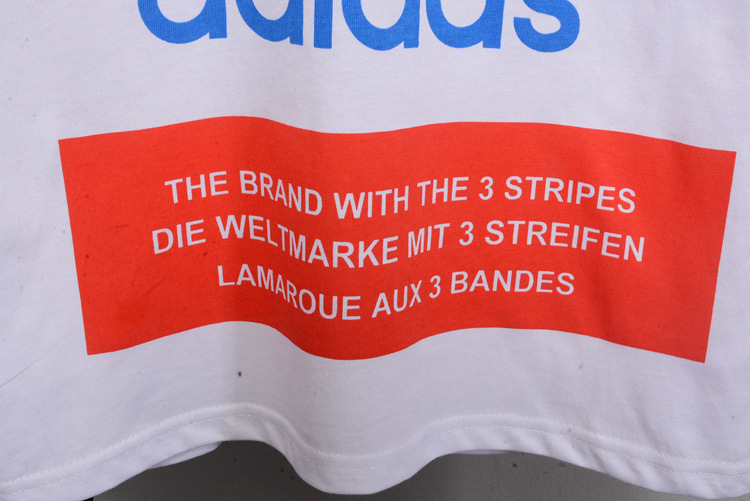 adidas
THE BRAND WITH THE 3 STRIPES
DIE WELTMARKE MIT 3 STREIFEN
LAMAROUE AUX 3 BANDES